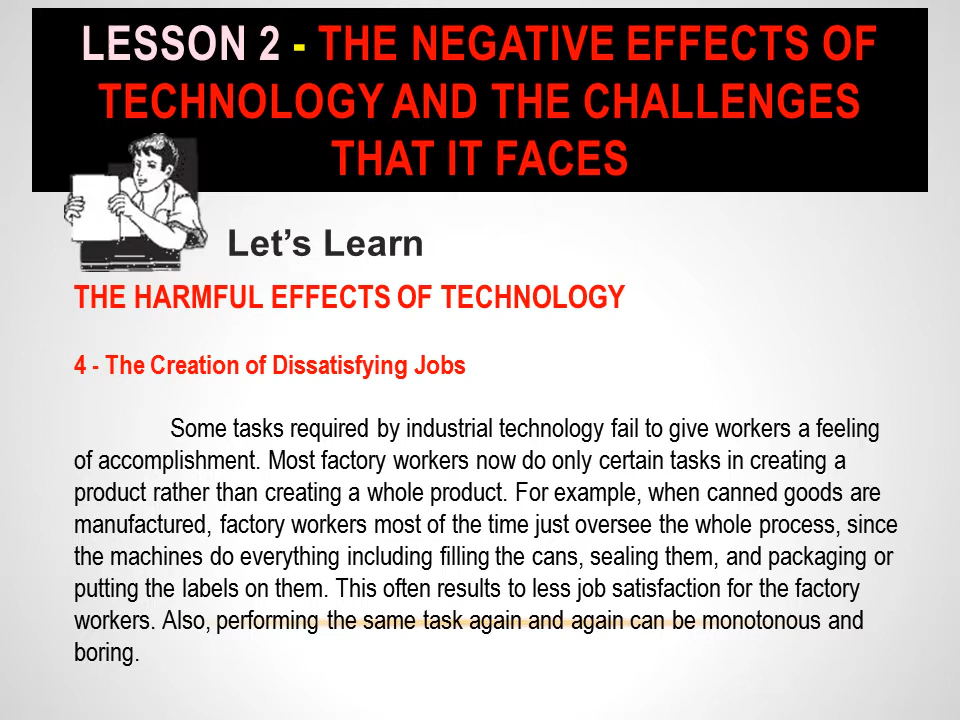 LESSON 2 - THE NEGATIVE EFFECTS OF
TECHNOLOGY AND THE CHALLENGES
THAT IT FACES
Let’s Learn
THE HARMFUL EFFECTS OF TECHNOLOGY
4 - The Creation of Dissatisfying Jobs
Some tasks required by industrial technology fail to give workers a feeling
of accomplishment. Most factory workers now do only certain tasks in creating a
product rather than creating a whole product. For example, when canned goods are
manufactured, factory workers most of the time just oversee the whole process, since
the machines do everything including filling the cans, sealing them, and packaging or
putting the labels on them. This often results to less job satisfaction for the factory
workers. Also, performing the same task again and again can be monotonous and
boring.